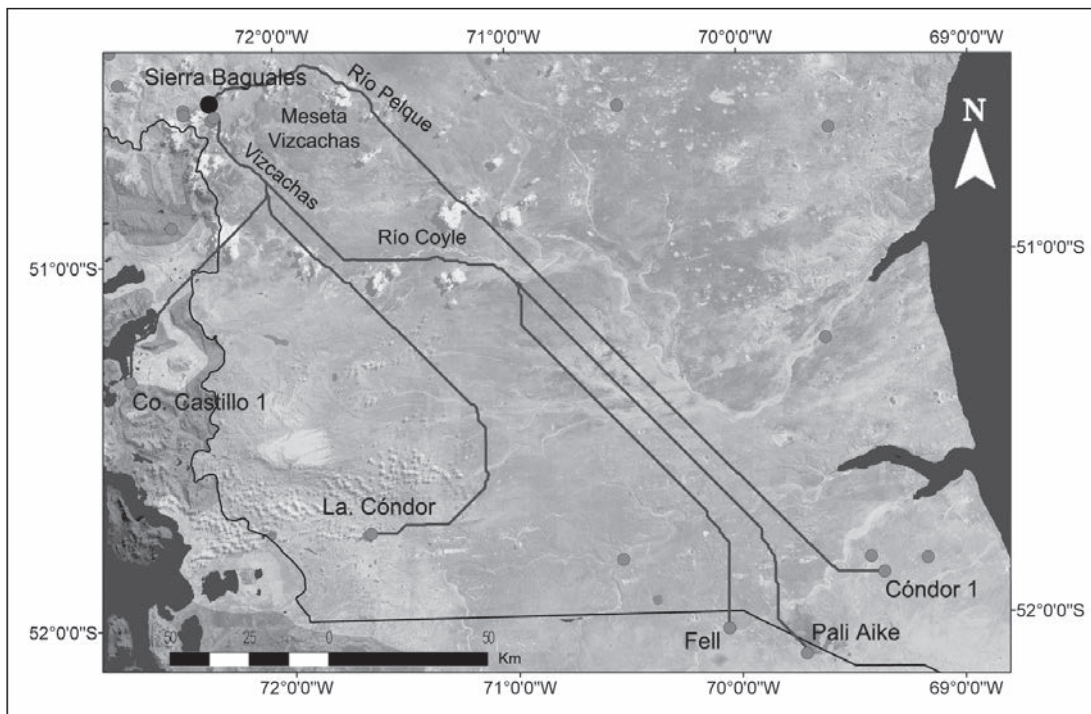 72°0'0"W
71°0'0"W
70°0'0"W
69°0'0"W
Sierra Baguales
Río Pelque
Meseta
Vizcachas
N
Vizcachas
Río Coyle
51°0'0"S
51°0'0"S
Co. Castillo 1
La. Cóndor
Cóndor 1
52°0'0"S
52°0'0"S
Fell
Pali Aike
50
25
0
50
Km
72°0'0"W
71°0'0"W
70°0'0"W
69°0'0"W